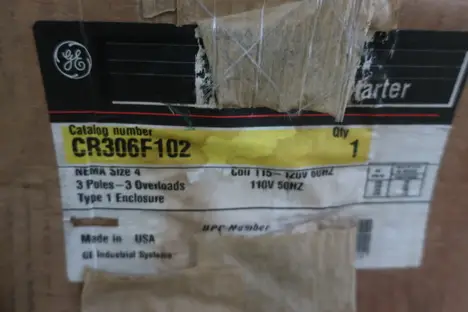 GE
arter
Catalog number Qty
CR306F102 1
NEMA Size 4 Coil 115-120V 60HZ
3 Poles-3 Overloads 110V 50HZ
Type 1 Enclosure
UPC Number
Made in USA
GE Industrial Systems